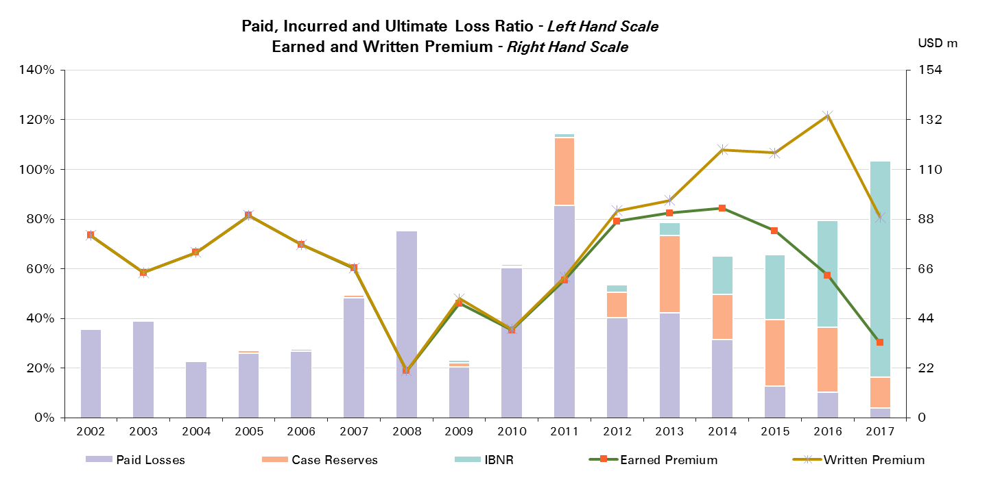 Paid, Incurred and Ultimate Loss Ratio - Left Hand Scale
Earned and Written Premium - Right Hand Scale
USD m
140% 154
120% 132
100% 110
80% 88
60% 66
40% 44
20% 22
0% 0
2002 2003 2004 2005 2006 2007 2008 2009 2010 2011 2012 2013 2014 2015 2016 2017
Paid Losses Case Reserves IBNR Earned Premium Written Premium